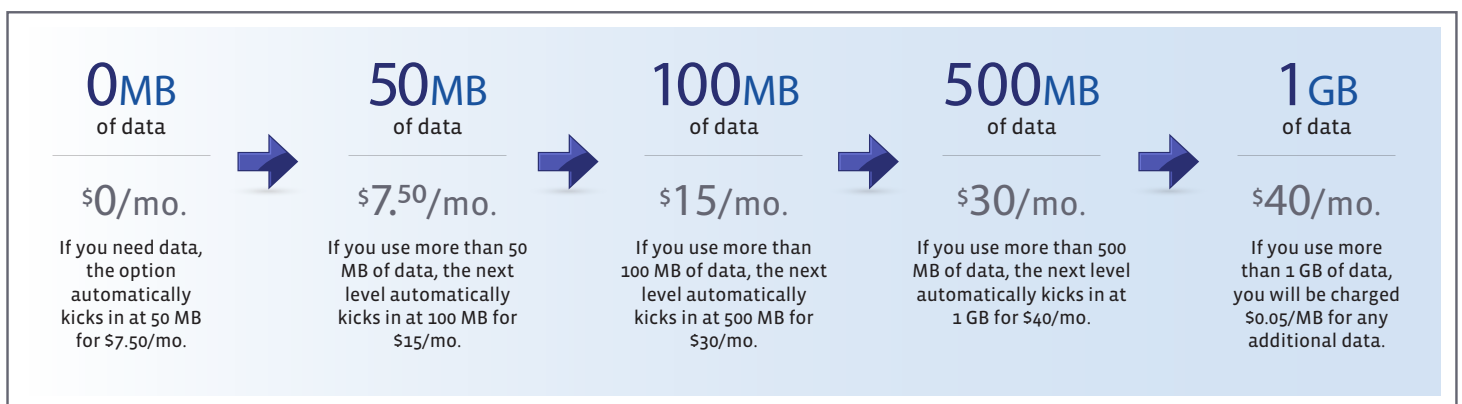 0MB
of data
$0/mo.
If you need data,
the option
automatically
kicks in at 50 MB
for $7.50/mo.
50MB
of data
$7.50/mo.
If you use more than 50
MB of data, the next
level automatically
kicks in at 100 MB for
$15/mo.
100MB
of data
$15/mo.
If you use more than
100 MB of data, the next
level automatically
kicks in at 500 MB for
$30/mo.
500MB
of data
$30/mo.
If you use more than 500
MB of data, the next level
automatically kicks in at
1 GB for $40/mo.
1GB
of data
$40/mo.
If you use more
than 1 GB of data,
you will be charged
$0.05/MB for any
additional data.